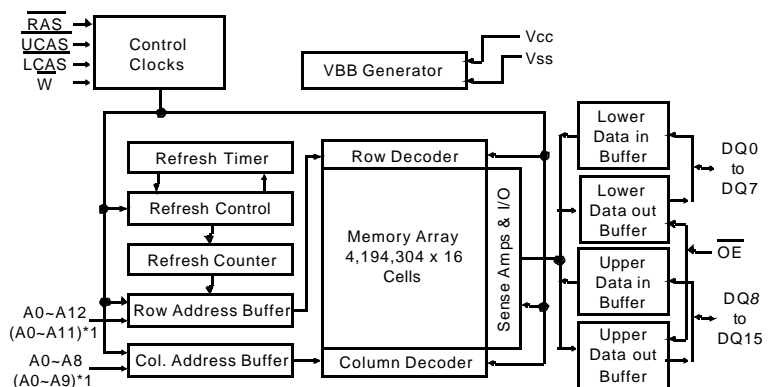 RAS
UCAS
LCAS
W
Control
Clocks
VBB Generator
Vcc
Vss
Refresh Timer
Refresh Control
Refresh Counter
Row Address Buffer
Col. Address Buffer
A0~A12
(A0~A11)*1
A0~A8
(A0~A9)*1
Row Decoder
Memory Array
4,194,304 x 16
Cells
Column Decoder
Sense Amps & I/O
Lower
Data in
Buffer
Lower
Data out
Buffer
Upper
Data in
Buffer
Upper
Data out
Buffer
DQ0
to
DQ7
OE
DQ8
to
DQ15